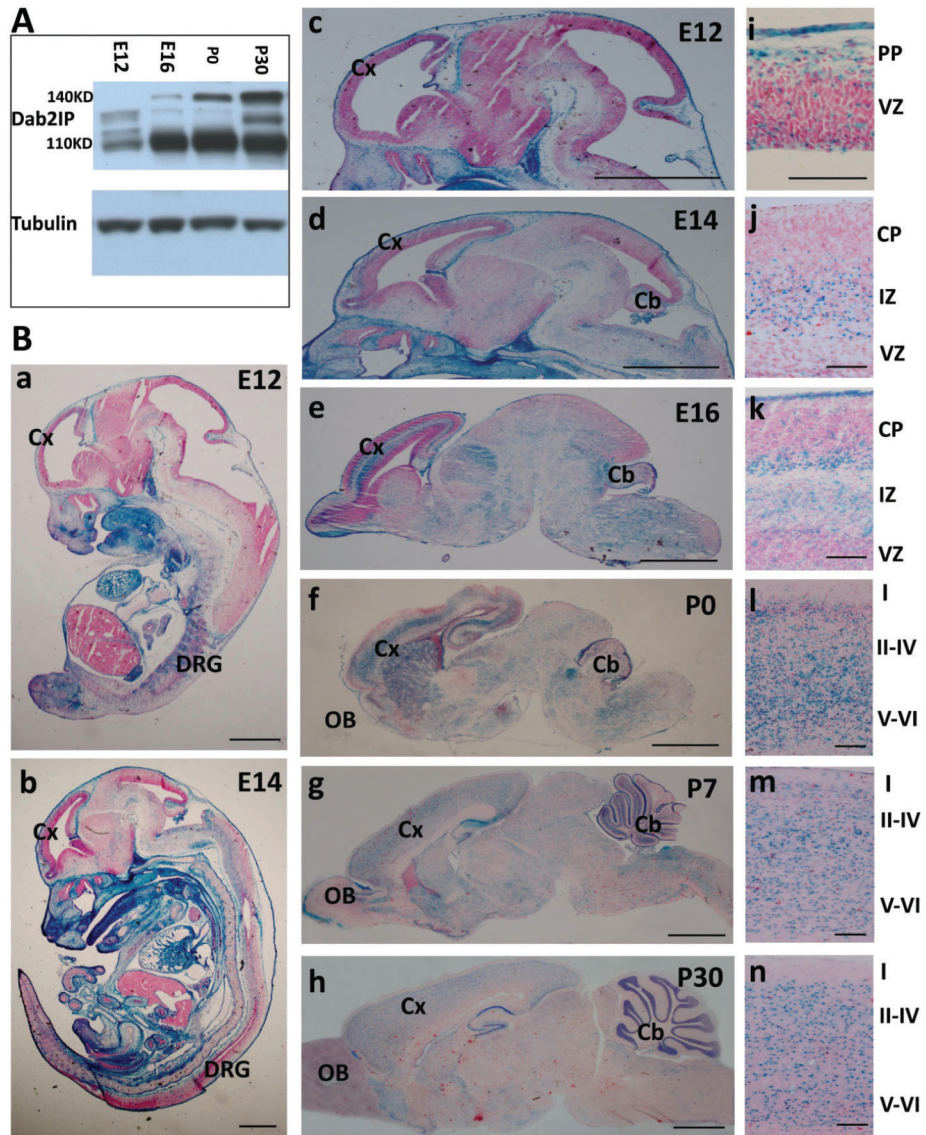 A
E12 E16 P0 P30
140KD
Dab2IP
110KD
Tubulin
B
a E12
Cx
DRG
b E14
Cx
DRG
c E12
Cx
d E14
Cx
Cb
e E16
Cx
Cb
f P0
Cx
Cb
OB
g P7
Cx
Cb
OB
h P30
Cx
Cb
OB
i
PP
VZ
j
CP
IZ
VZ
k
CP
IZ
VZ
l
I
II-IV
V-VI
m
I
II-IV
V-VI
n
I
II-IV
V-VI